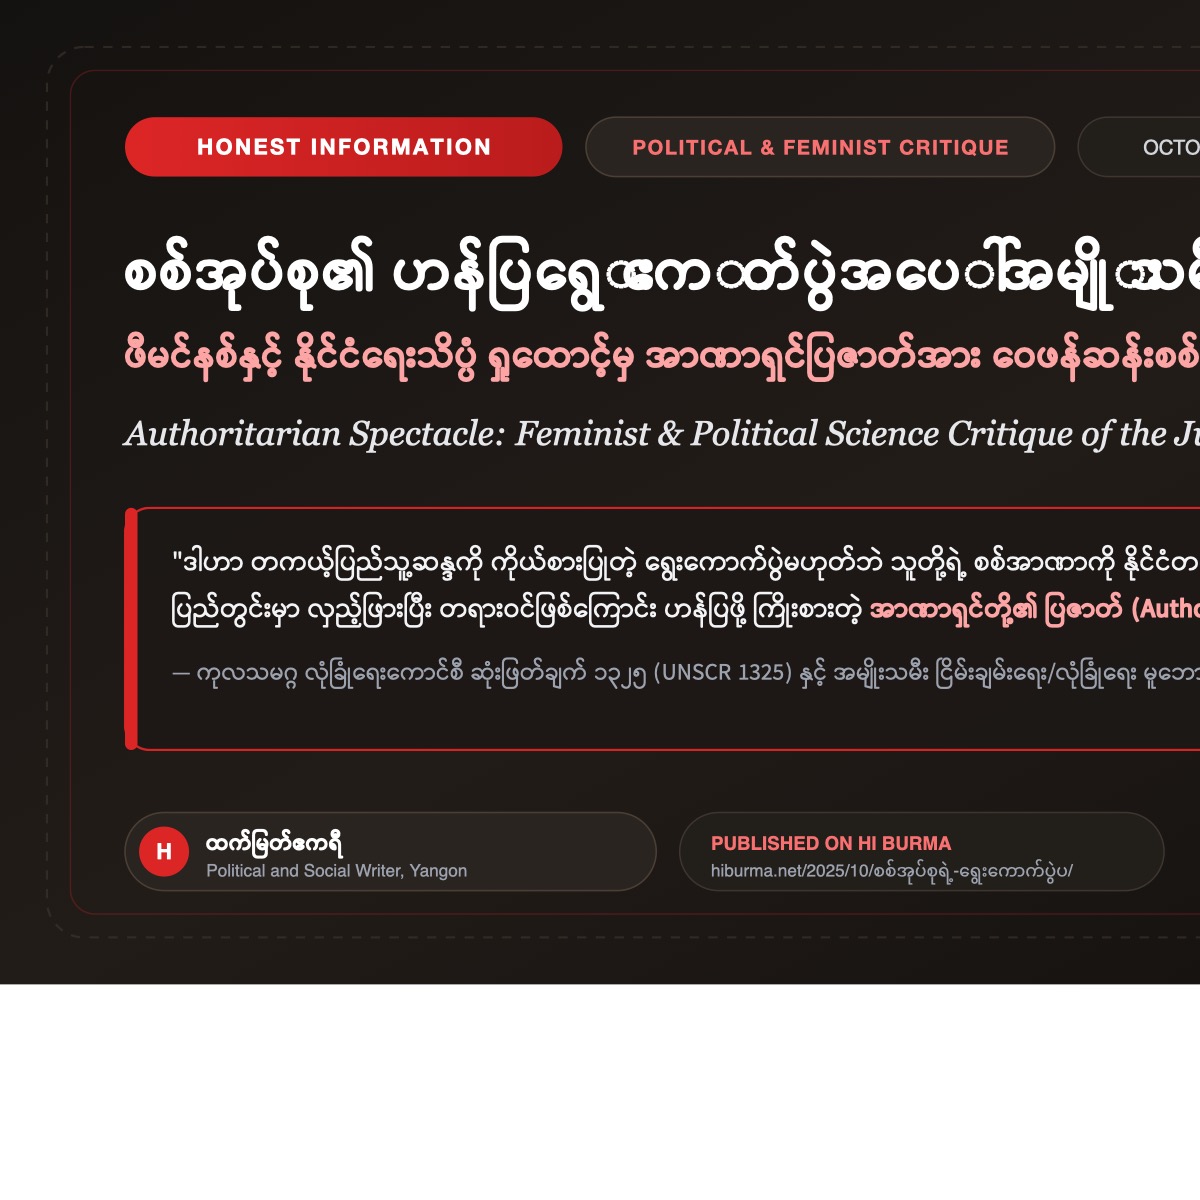 HONEST INFORMATION
POLITICAL & FEMINIST CRITIQUE
OCTO
စစ်အုပ်စု၏ ဟန်ပြရွေးကောက်ပွဲအပေါ် အမျိုးသမီ
ဖီမင်နစ်နှင့် နိုင်ငံရေးသိပ္ပံ ရှုထောင့်မှ အာဏာရှင်ပြဇာတ်အား ဝေဖန်ဆန်းစစ်
Authoritarian Spectacle: Feminist & Political Science Critique of the Ju
"ဒါဟာ တကယ့်ပြည်သူ့ဆန္ဒကို ကိုယ်စားပြုတဲ့ ရွေးကောက်ပွဲမဟုတ်ဘဲ သူတို့ရဲ့ စစ်အာဏာကို နိုင်ငံတ
ပြည်တွင်းမှာ လှည့်ဖြားပြီး တရားဝင်ဖြစ်ကြောင်း ဟန်ပြဖို့ ကြိုးစားတဲ့ အာဏာရှင်တို့၏ ပြဇာတ် (Autho
— ကုလသမဂ္ဂ လုံခြုံရေးကောင်စီ ဆုံးဖြတ်ချက် ၁၃၂၅ (UNSCR 1325) နှင့် အမျိုးသမီး ငြိမ်းချမ်းရေး/လုံခြုံရေး မူဘော
H
ထက်မြတ်ဧကရီ
Political and Social Writer, Yangon
PUBLISHED ON HI BURMA
hiburma.net/2025/10/စစ်အုပ်စုရဲ့-ရွေးကောက်ပွဲပ/